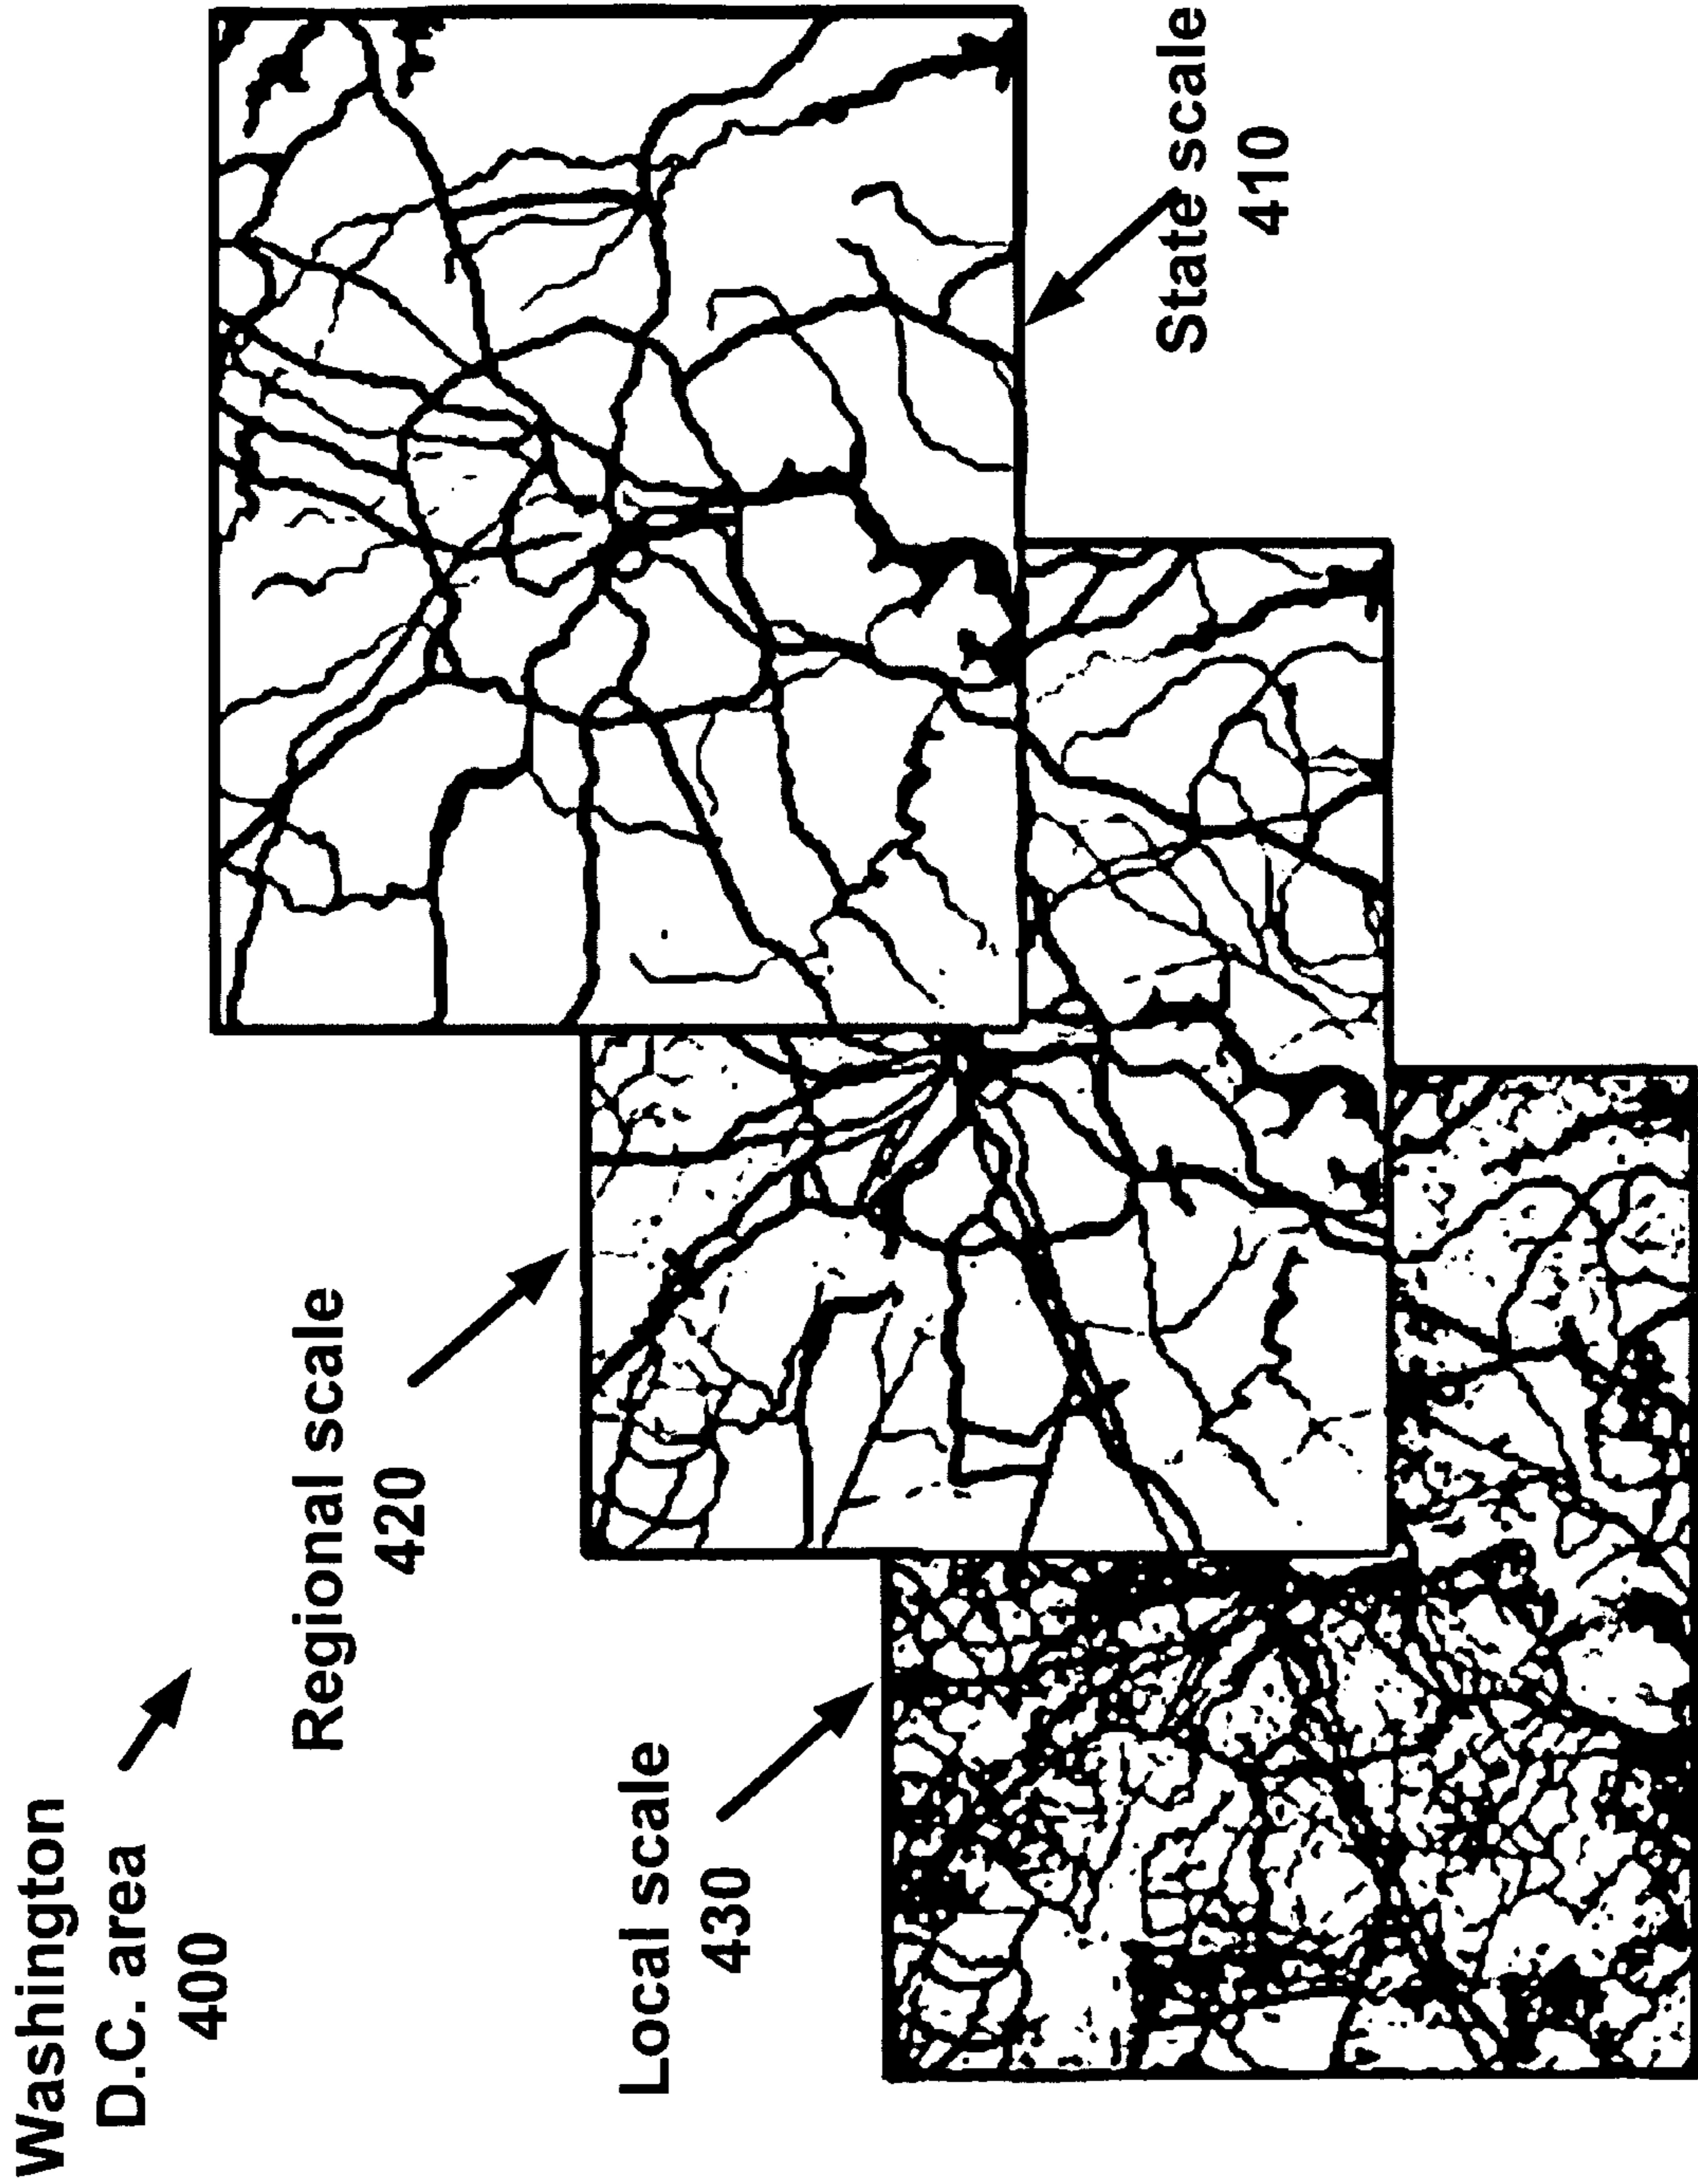 Washington
D.C. area
400
Regional scale
420
Local scale
430
State scale
410